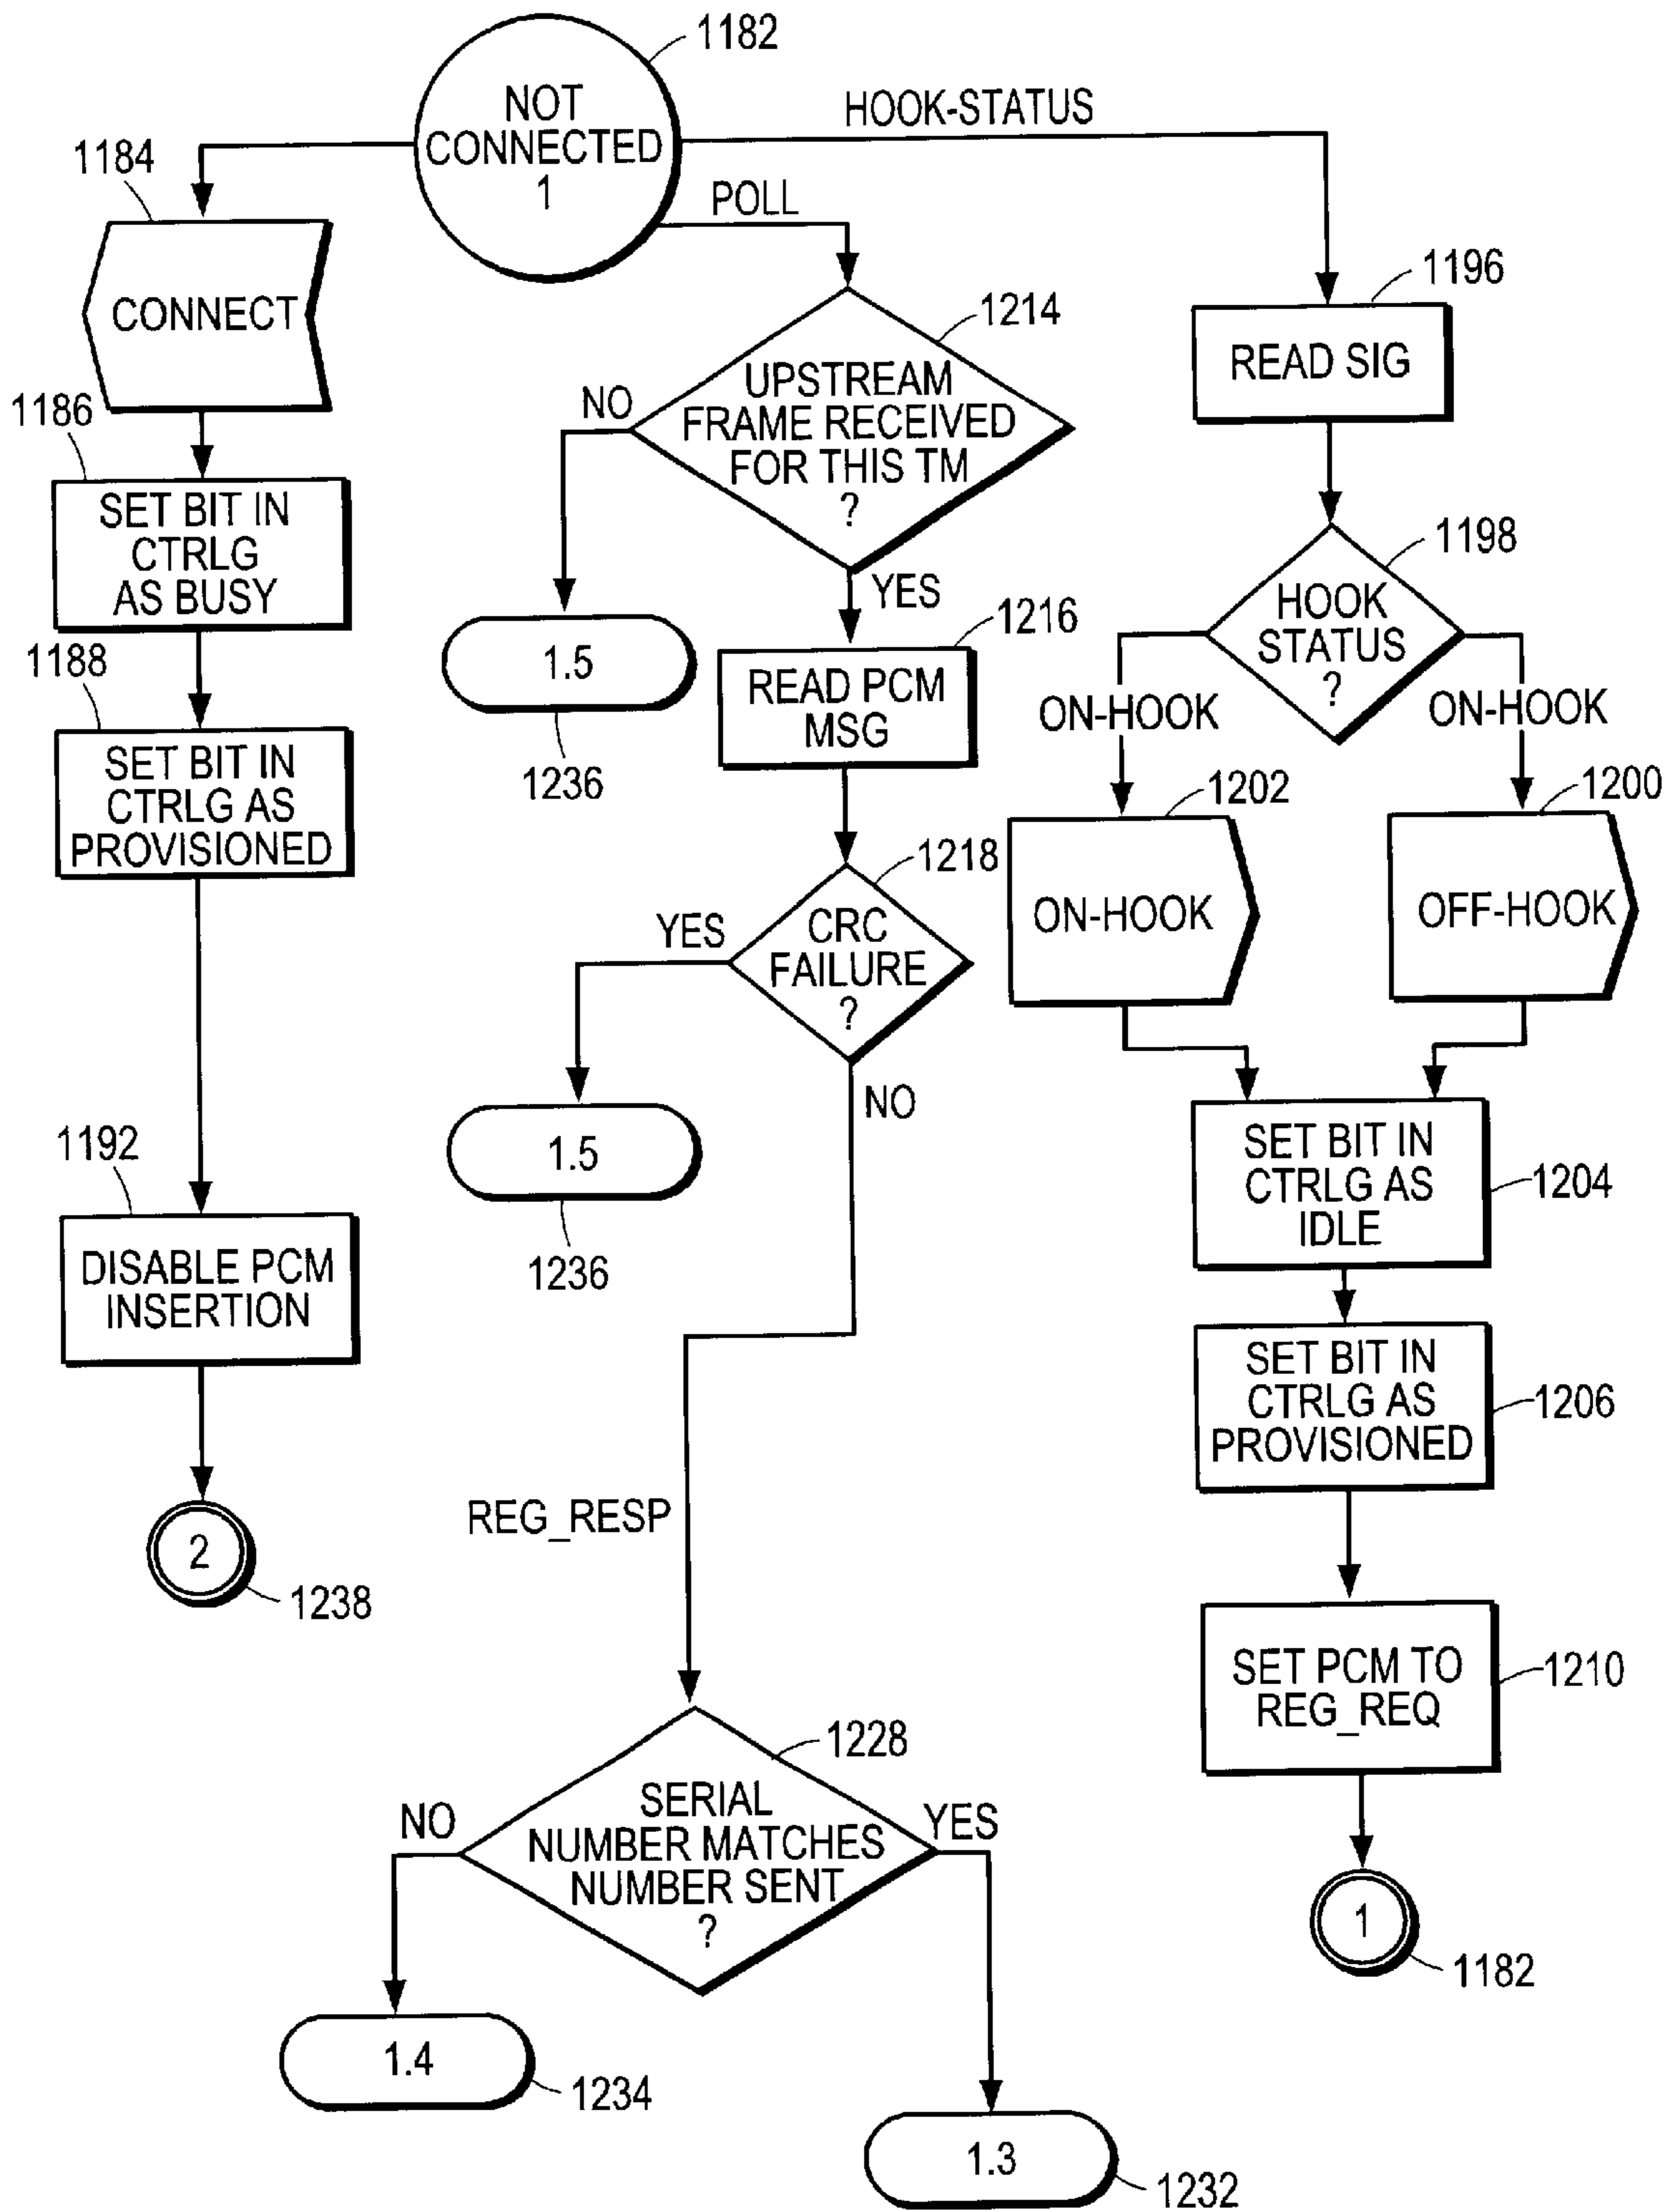 1182
NOT
CONNECTED
1
HOOK-STATUS
POLL
1184
CONNECT
1186
SET BIT IN
CTRLG
AS BUSY
1188
SET BIT IN
CTRLG AS
PROVISIONED
1192
DISABLE PCM
INSERTION
2
1238
1214
UPSTREAM
FRAME RECEIVED
FOR THIS TM
?
NO
YES
1.5
1236
1216
READ PCM
MSG
1218
CRC
FAILURE
?
YES
NO
1.5
1236
REG_RESP
1228
SERIAL
NUMBER MATCHES
NUMBER SENT
?
NO
YES
1.4
1234
1.3
1232
1196
READ SIG
1198
HOOK
STATUS
?
ON-HOOK
ON-HOOK
1202
ON-HOOK
1200
OFF-HOOK
SET BIT IN
CTRLG AS
IDLE
1204
SET BIT IN
CTRLG AS
PROVISIONED
1206
SET PCM TO
REG_REQ
1210
1
1182